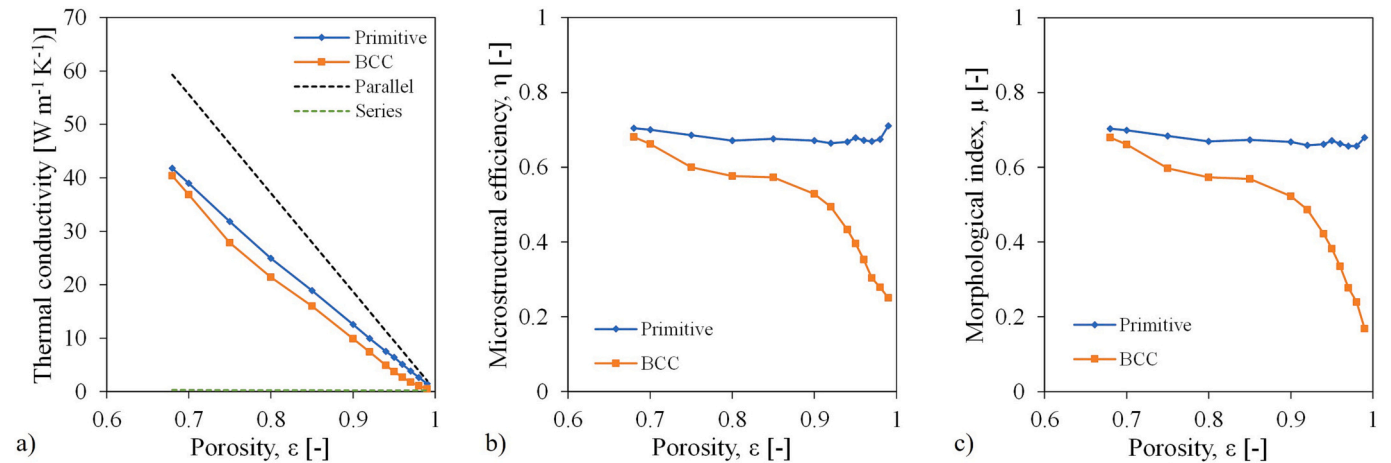 Thermal conductivity [W m⁻¹ K⁻¹]
70
60
50
40
30
20
10
0
0.6 0.7 0.8 0.9 1
Porosity, ε [-]
Primitive
BCC
Parallel
Series
a)
Microstructural efficiency, η [-]
1
0.8
0.6
0.4
0.2
0
0.6 0.7 0.8 0.9 1
Porosity, ε [-]
Primitive
BCC
b)
Morphological index, μ [-]
1
0.8
0.6
0.4
0.2
0
0.6 0.7 0.8 0.9 1
Porosity, ε [-]
Primitive
BCC
c)